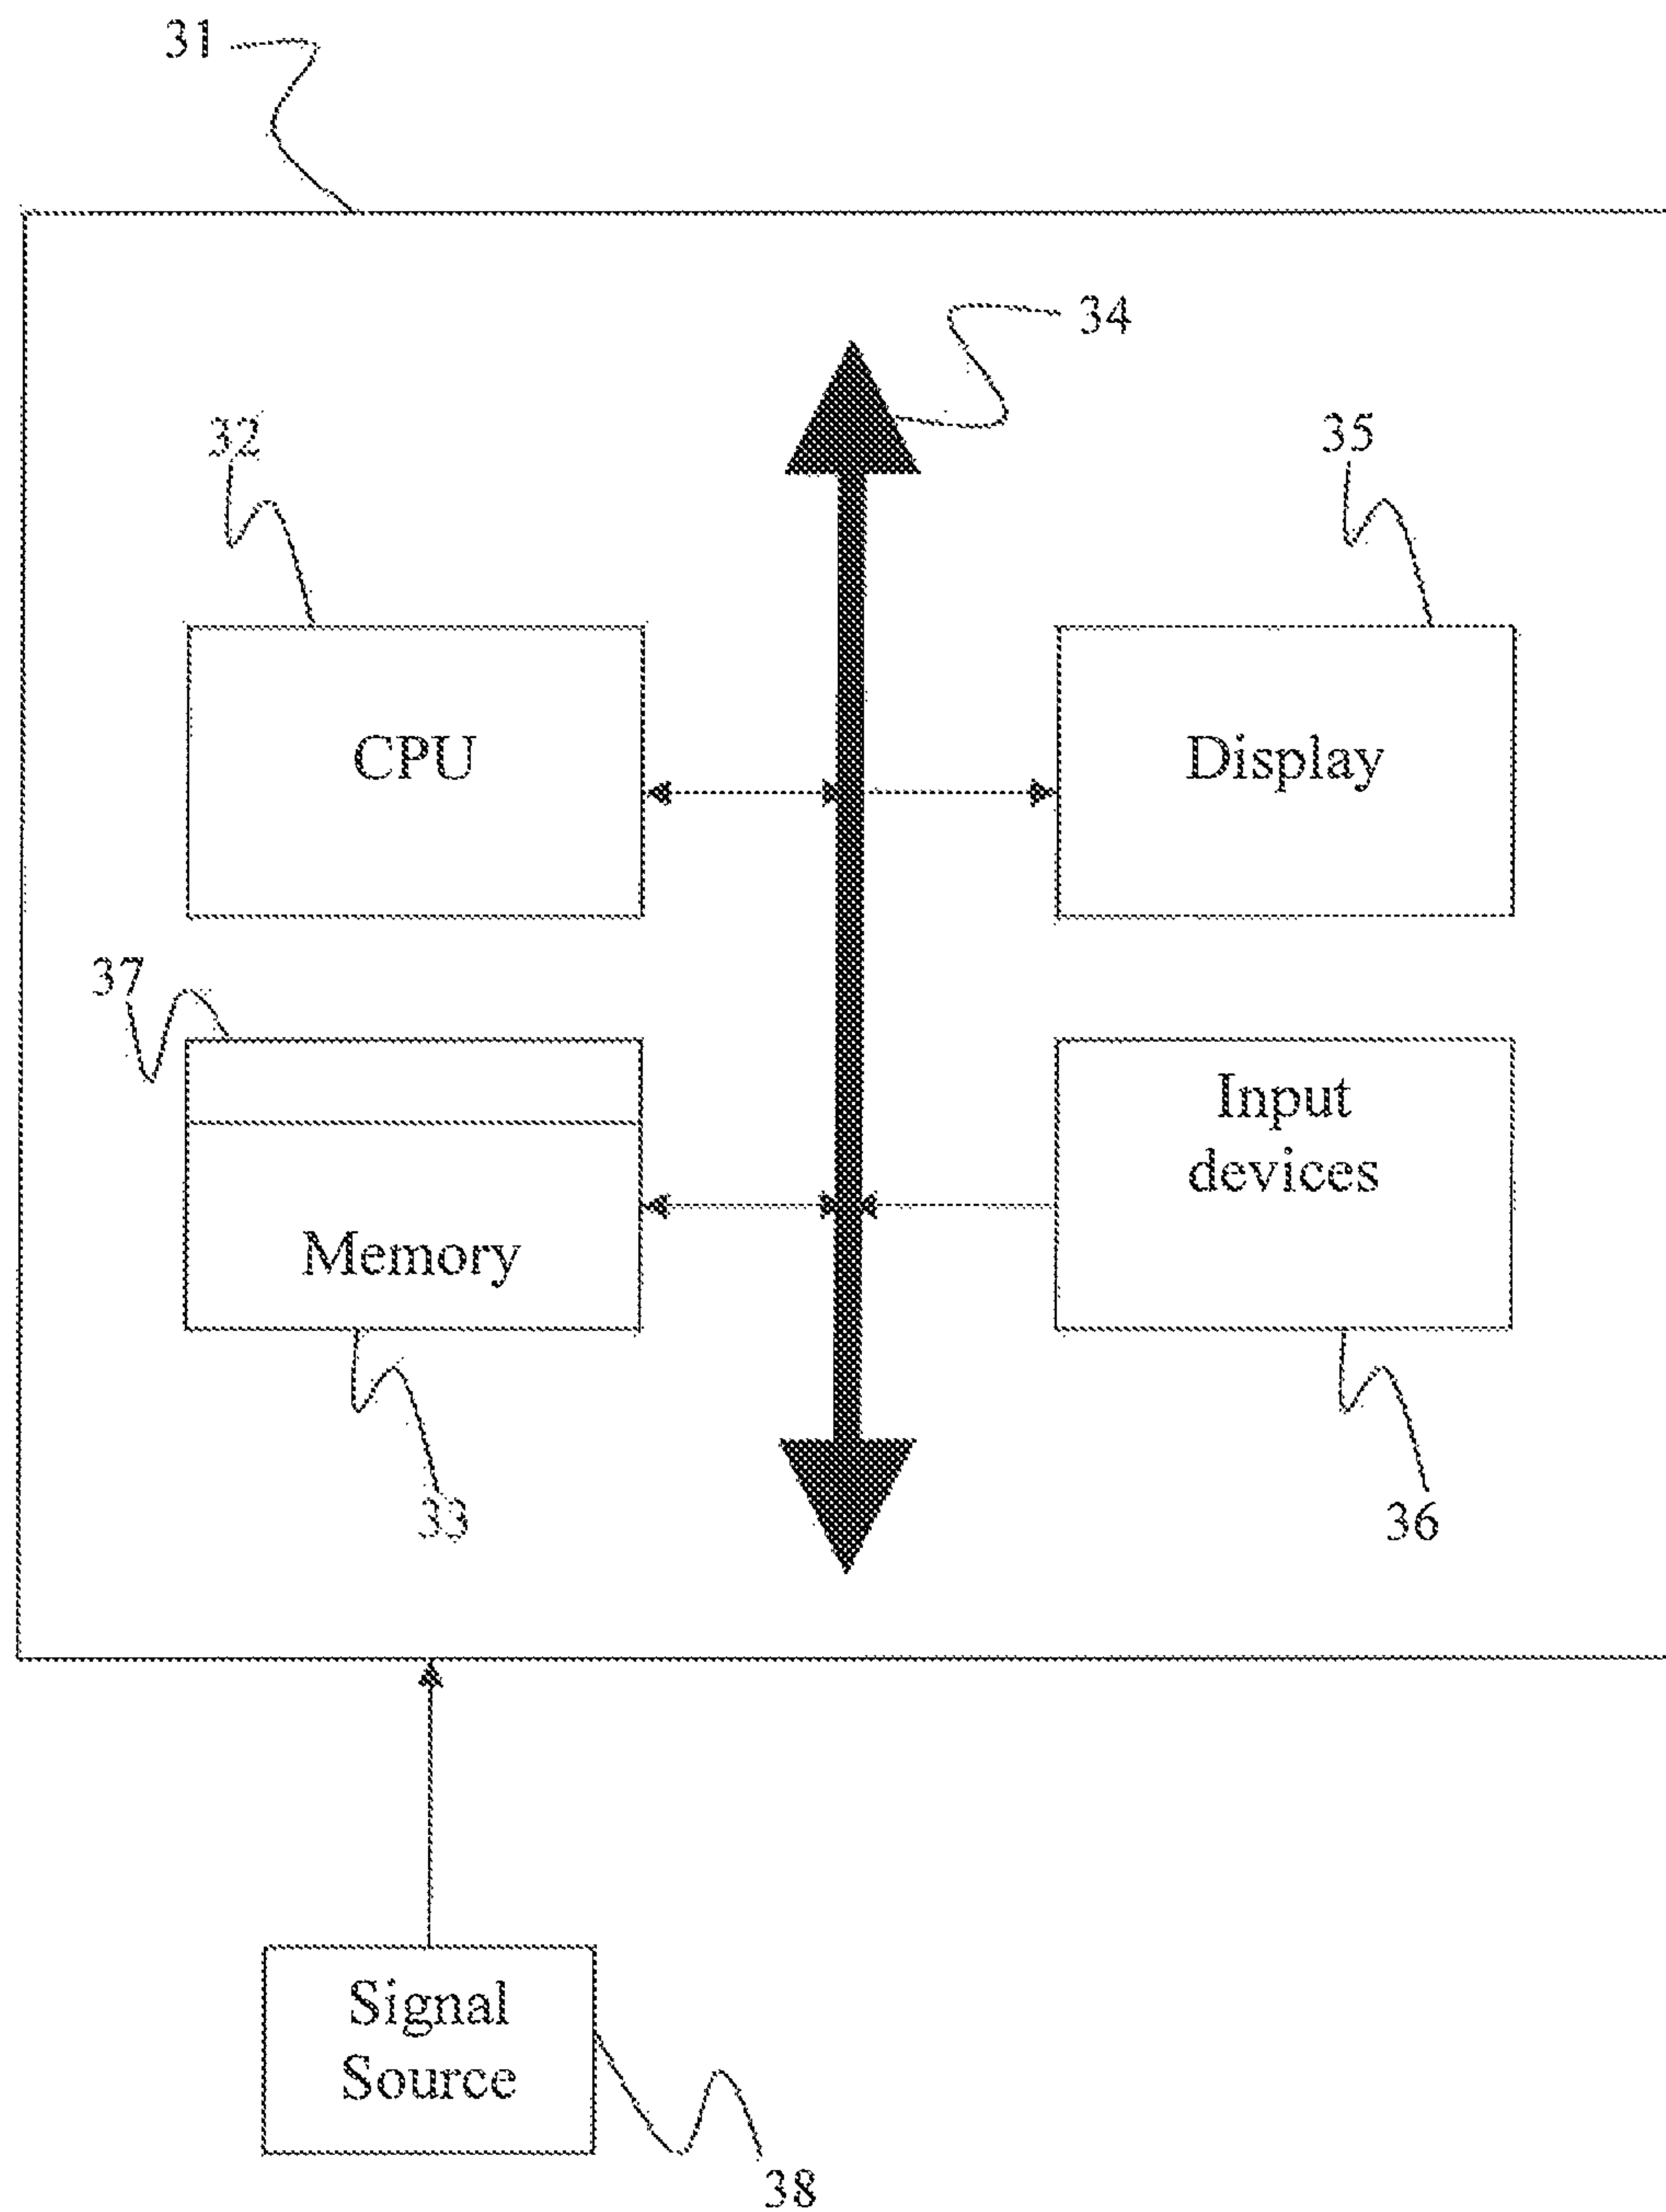 31
34
32
35
CPU
Display
37
Input
devices
Memory
33
36
Signal
Source
38